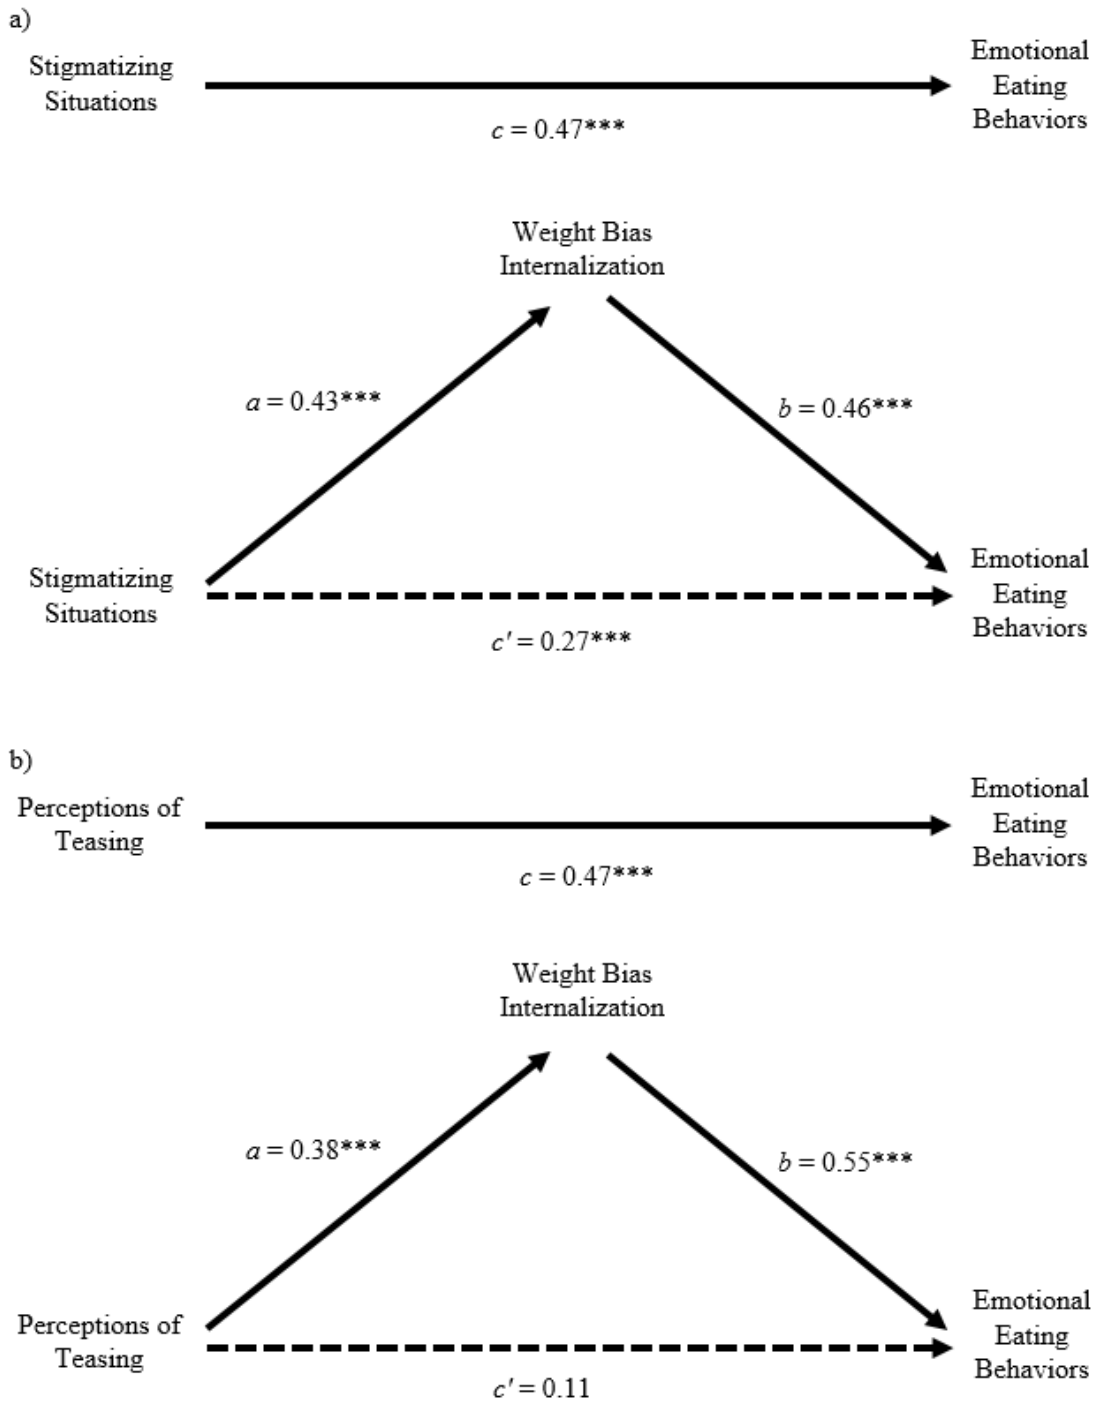 a)
Stigmatizing
Situations
Emotional
Eating
Behaviors
c = 0.47***
Weight Bias
Internalization
a = 0.43***
b = 0.46***
Stigmatizing
Situations
Emotional
Eating
Behaviors
c' = 0.27***
b)
Perceptions of
Teasing
Emotional
Eating
Behaviors
c = 0.47***
Weight Bias
Internalization
a = 0.38***
b = 0.55***
Perceptions of
Teasing
Emotional
Eating
Behaviors
c' = 0.11